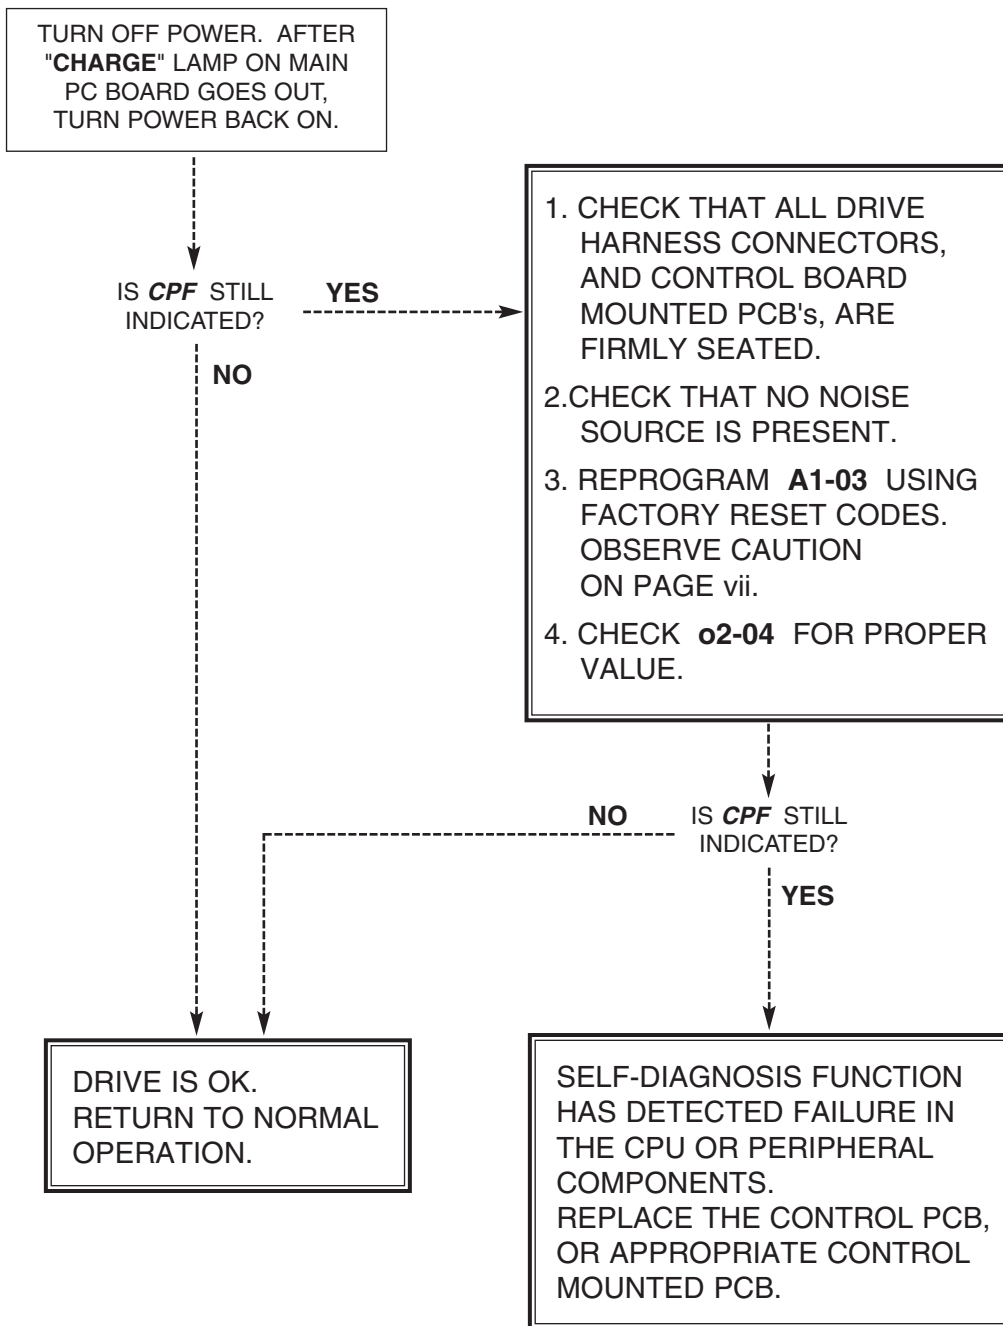 TURN OFF POWER. AFTER
"CHARGE" LAMP ON MAIN
PC BOARD GOES OUT,
TURN POWER BACK ON.
IS CPF STILL
INDICATED?
YES
NO
1. CHECK THAT ALL DRIVE
HARNESS CONNECTORS,
AND CONTROL BOARD
MOUNTED PCB's, ARE
FIRMLY SEATED.
2.CHECK THAT NO NOISE
SOURCE IS PRESENT.
3. REPROGRAM A1-03 USING
FACTORY RESET CODES.
OBSERVE CAUTION
ON PAGE vii.
4. CHECK o2-04 FOR PROPER
VALUE.
IS CPF STILL
INDICATED?
NO
YES
DRIVE IS OK.
RETURN TO NORMAL
OPERATION.
SELF-DIAGNOSIS FUNCTION
HAS DETECTED FAILURE IN
THE CPU OR PERIPHERAL
COMPONENTS.
REPLACE THE CONTROL PCB,
OR APPROPRIATE CONTROL
MOUNTED PCB.